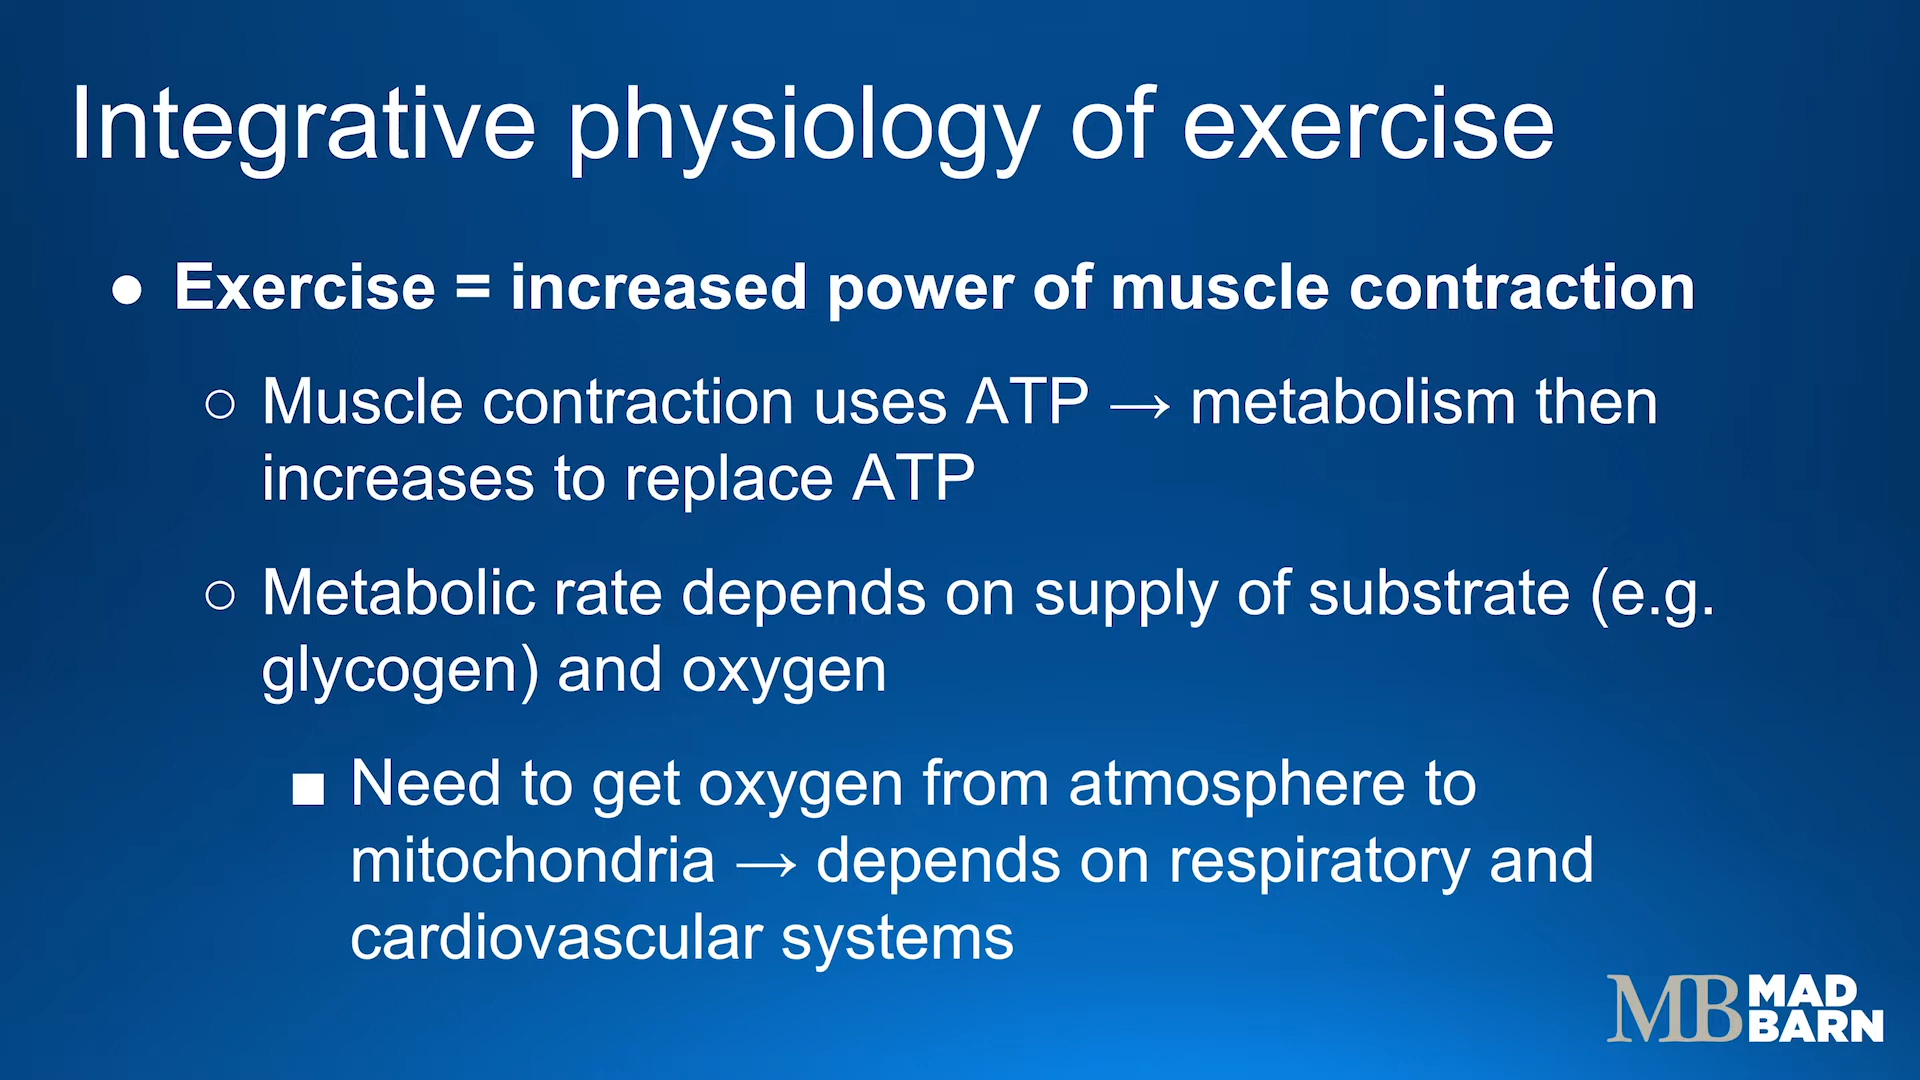 Integrative physiology of exercise
● Exercise = increased power of muscle contraction
○ Muscle contraction uses ATP → metabolism then
increases to replace ATP
○ Metabolic rate depends on supply of substrate (e.g.
glycogen) and oxygen
■ Need to get oxygen from atmosphere to
mitochondria → depends on respiratory and
cardiovascular systems
MB MAD
BARN